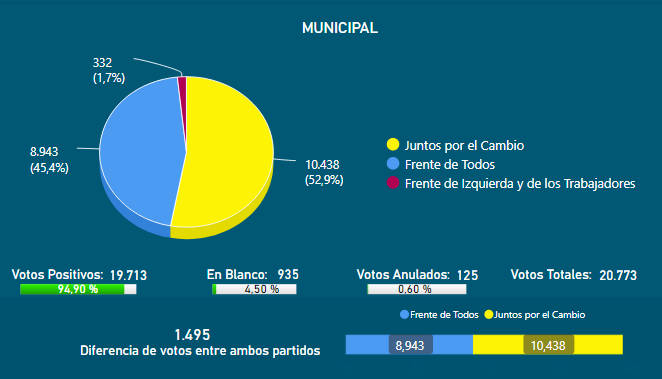 MUNICIPAL
332
(1,7%)
8.943
(45,4%)
10.438
(52,9%)
Juntos por el Cambio
Frente de Todos
Frente de Izquierda y de los Trabajadores
Votos Positivos: 19.713
94,90 %
En Blanco: 935
4,50 %
Votos Anulados: 125
0,60 %
Votos Totales: 20.773
1.495
Diferencia de votos entre ambos partidos
Frente de Todos Juntos por el Cambio
8,943 10,438